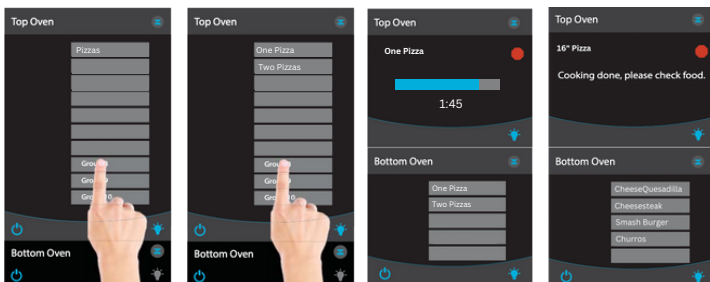 Top Oven
Pizzas
Bottom Oven
Top Oven
One Pizza
Two Pizzas
Bottom Oven
Top Oven
One Pizza
1:45
Bottom Oven
One Pizza
Two Pizzas
Top Oven
16" Pizza
Cooking done, please check food.
Bottom Oven
CheeseQuesadilla
Cheesesteak
Smash Burger
Churros